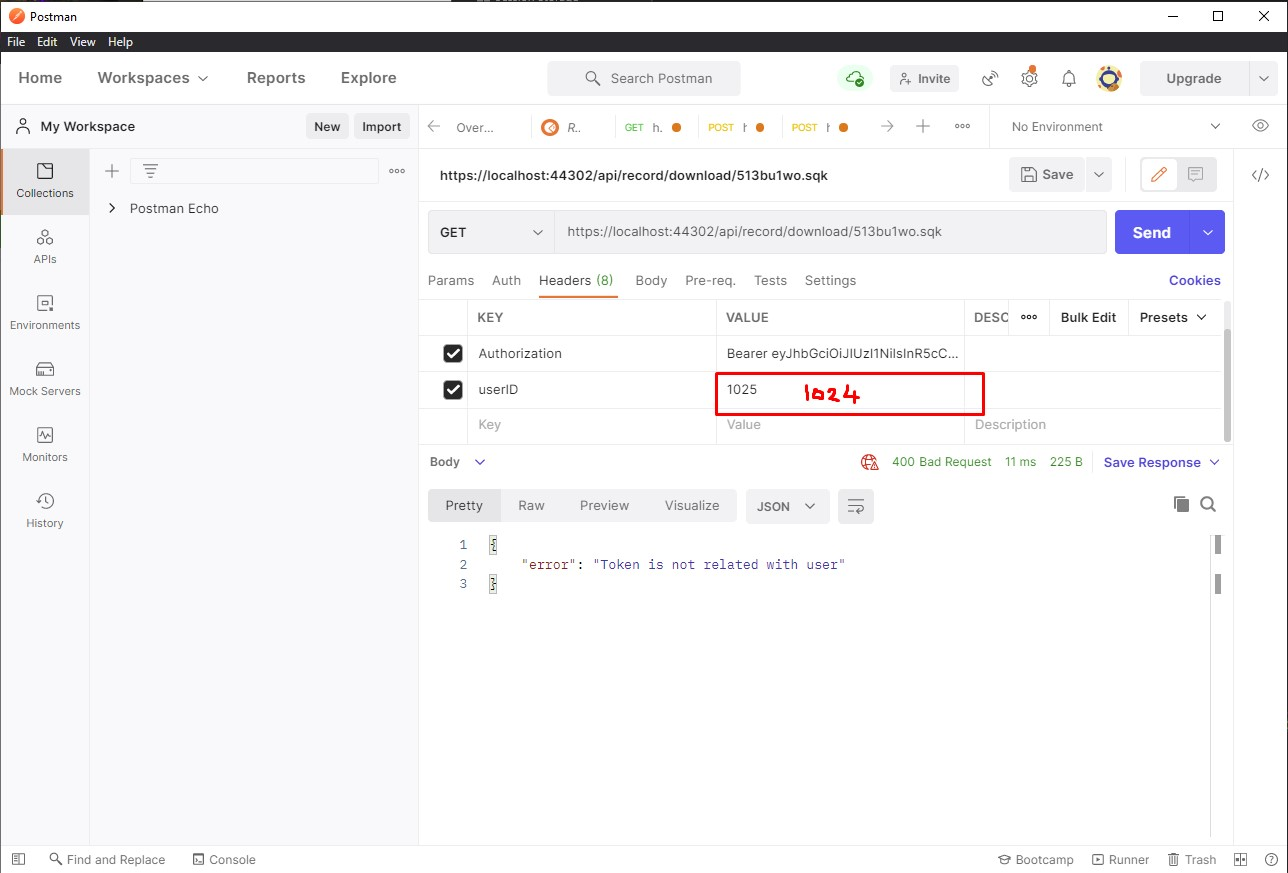 Postman
File Edit View Help
Home Workspaces Reports Explore Search Postman Invite Upgrade
My Workspace New Import Over... R.. GET h. POST POST No Environment
Collections
Postman Echo
APIs
Environments
Mock Servers
Monitors
History
https://localhost:44302/api/record/download/513bu1wo.sqk Save
GET https://localhost:44302/api/record/download/513bu1wo.sqk Send
Params Auth Headers (8) Body Pre-req. Tests Settings Cookies
KEY VALUE DESC Bulk Edit Presets
Authorization Bearer eyJhbGciOiJIUzI1NiIsInR5cC...
userID 1025 1024
Key Value Description
Body 400 Bad Request 11 ms 225 B Save Response
Pretty Raw Preview Visualize JSON
1 {
2 "error": "Token is not related with user"
3 }
Find and Replace Console Bootcamp Runner Trash